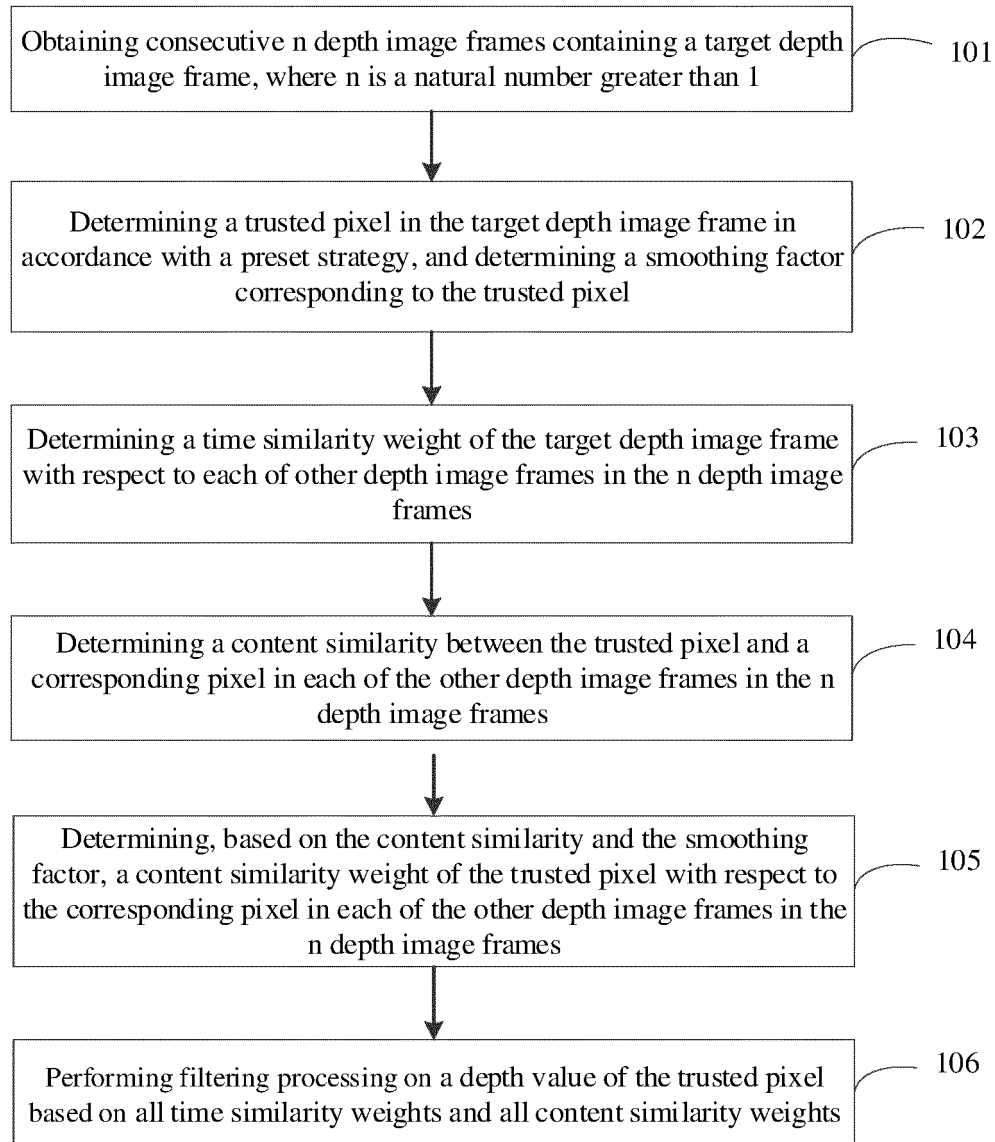 Obtaining consecutive n depth image frames containing a target depth
image frame, where n is a natural number greater than 1
101
Determining a trusted pixel in the target depth image frame in
accordance with a preset strategy, and determining a smoothing factor
corresponding to the trusted pixel
102
Determining a time similarity weight of the target depth image frame
with respect to each of other depth image frames in the n depth image
frames
103
Determining a content similarity between the trusted pixel and a
corresponding pixel in each of the other depth image frames in the n
depth image frames
104
Determining, based on the content similarity and the smoothing
factor, a content similarity weight of the trusted pixel with respect to
the corresponding pixel in each of the other depth image frames in the
n depth image frames
105
Performing filtering processing on a depth value of the trusted pixel
based on all time similarity weights and all content similarity weights
106